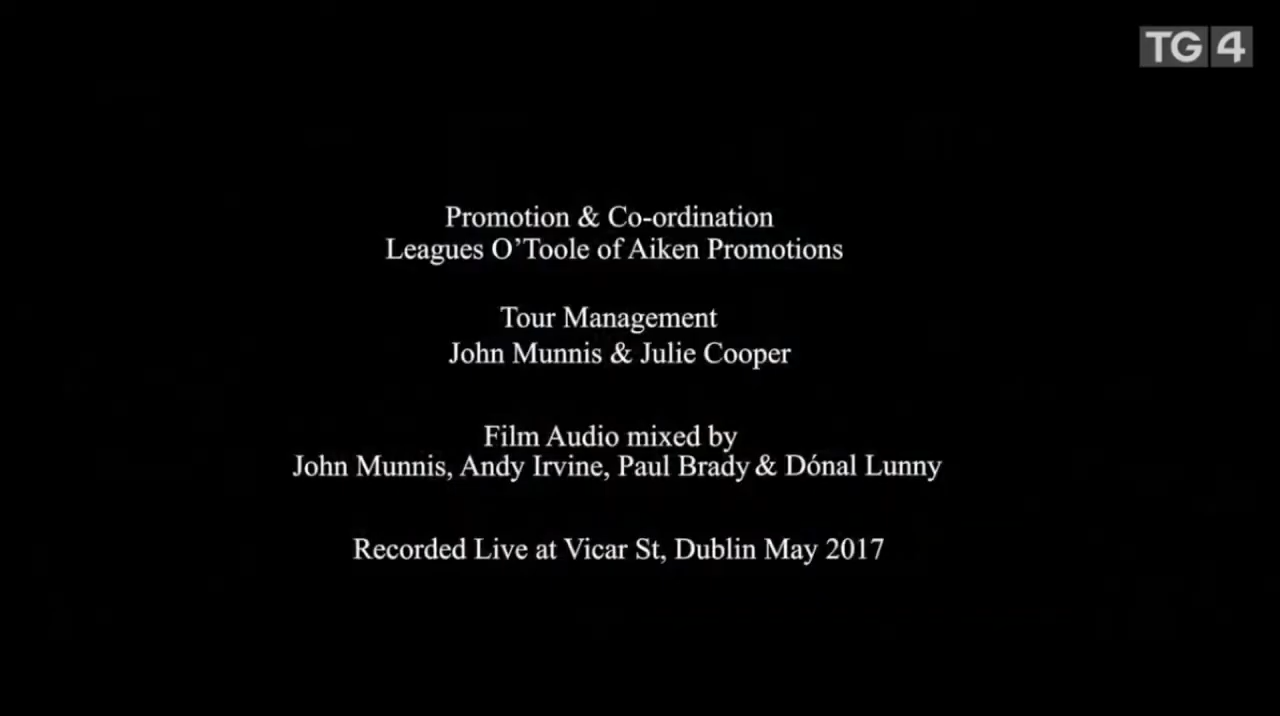 TG4
Promotion & Co-ordination
Leagues O’Toole of Aiken Promotions
Tour Management
John Munnis & Julie Cooper
Film Audio mixed by
John Munnis, Andy Irvine, Paul Brady & Dónal Lunny
Recorded Live at Vicar St, Dublin May 2017